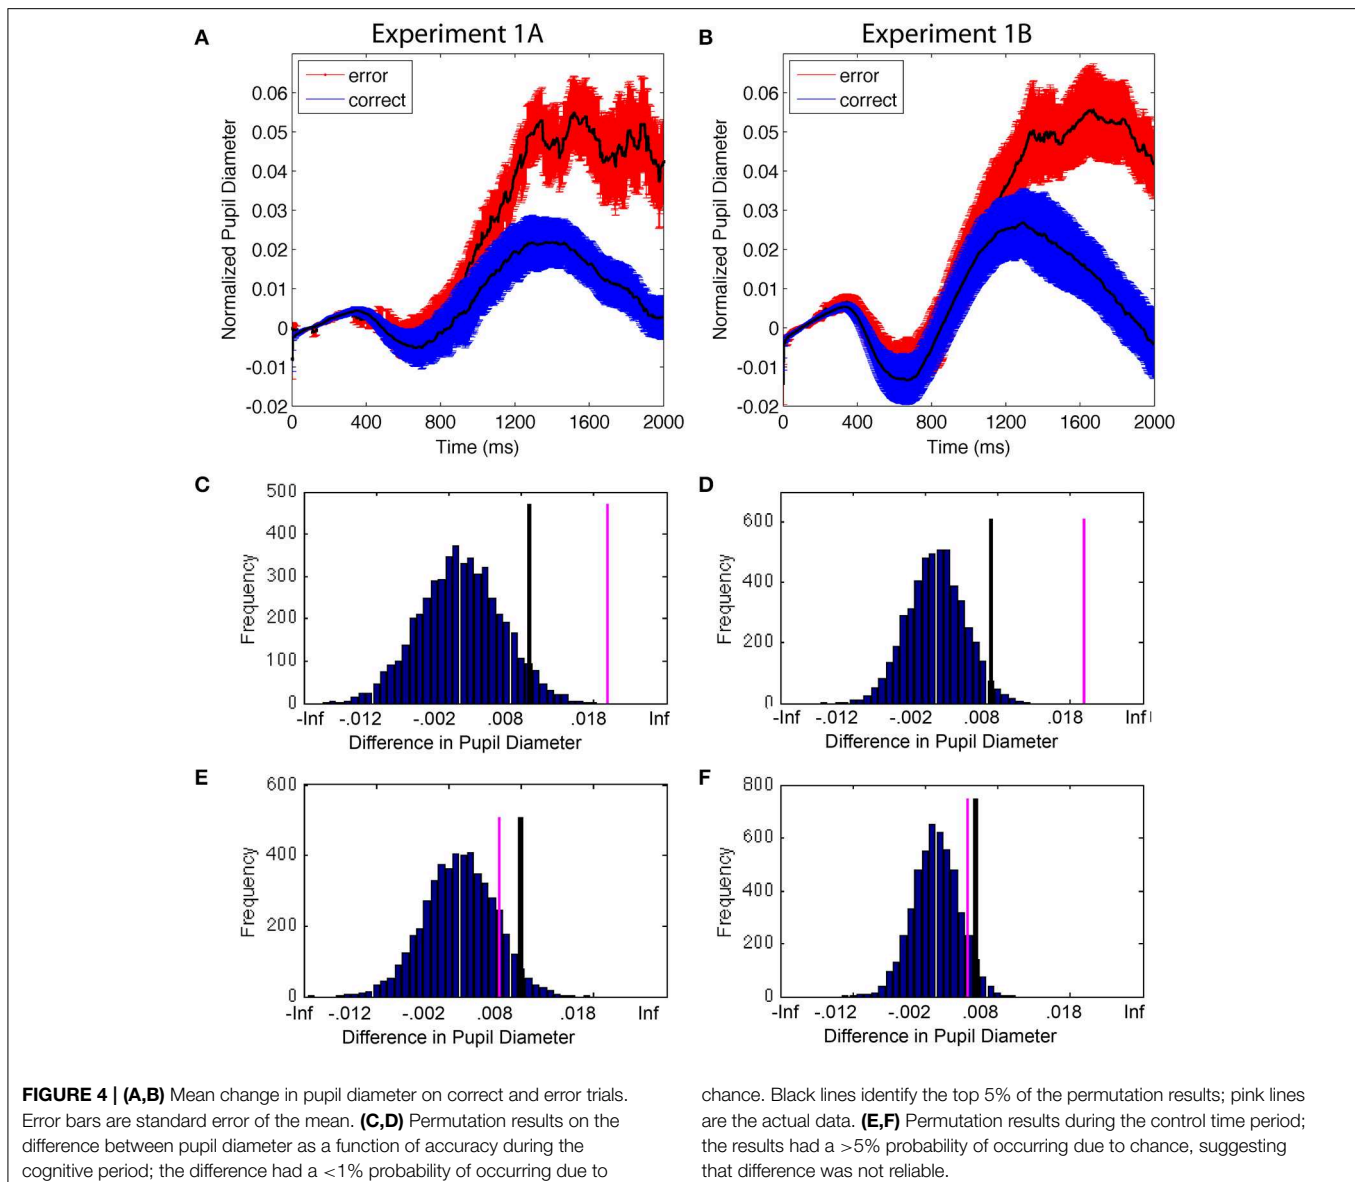 A
Experiment 1A
error
correct
Normalized Pupil Diameter
0.06
0.05
0.04
0.03
0.02
0.01
0
-0.01
-0.02
0 400 800 1200 1600 2000
Time (ms)
B
Experiment 1B
error
correct
Normalized Pupil Diameter
0.06
0.05
0.04
0.03
0.02
0.01
0
-0.01
-0.02
0 400 800 1200 1600 2000
Time (ms)
C
Frequency
500
400
300
200
100
0
-Inf -.012 -.002 .008 .018 Inf
Difference in Pupil Diameter
D
Frequency
600
400
200
0
-Inf -.012 -.002 .008 .018 Inf
Difference in Pupil Diameter
E
Frequency
600
400
200
0
-Inf -.012 -.002 .008 .018 Inf
Difference in Pupil Diameter
F
Frequency
800
600
400
200
0
-Inf -.012 -.002 .008 .018 Inf
Difference in Pupil Diameter
FIGURE 4 | (A,B) Mean change in pupil diameter on correct and error trials.
Error bars are standard error of the mean. (C,D) Permutation results on the
difference between pupil diameter as a function of accuracy during the
cognitive period; the difference had a <1% probability of occurring due to
chance. Black lines identify the top 5% of the permutation results; pink lines
are the actual data. (E,F) Permutation results during the control time period;
the results had a >5% probability of occurring due to chance, suggesting
that difference was not reliable.